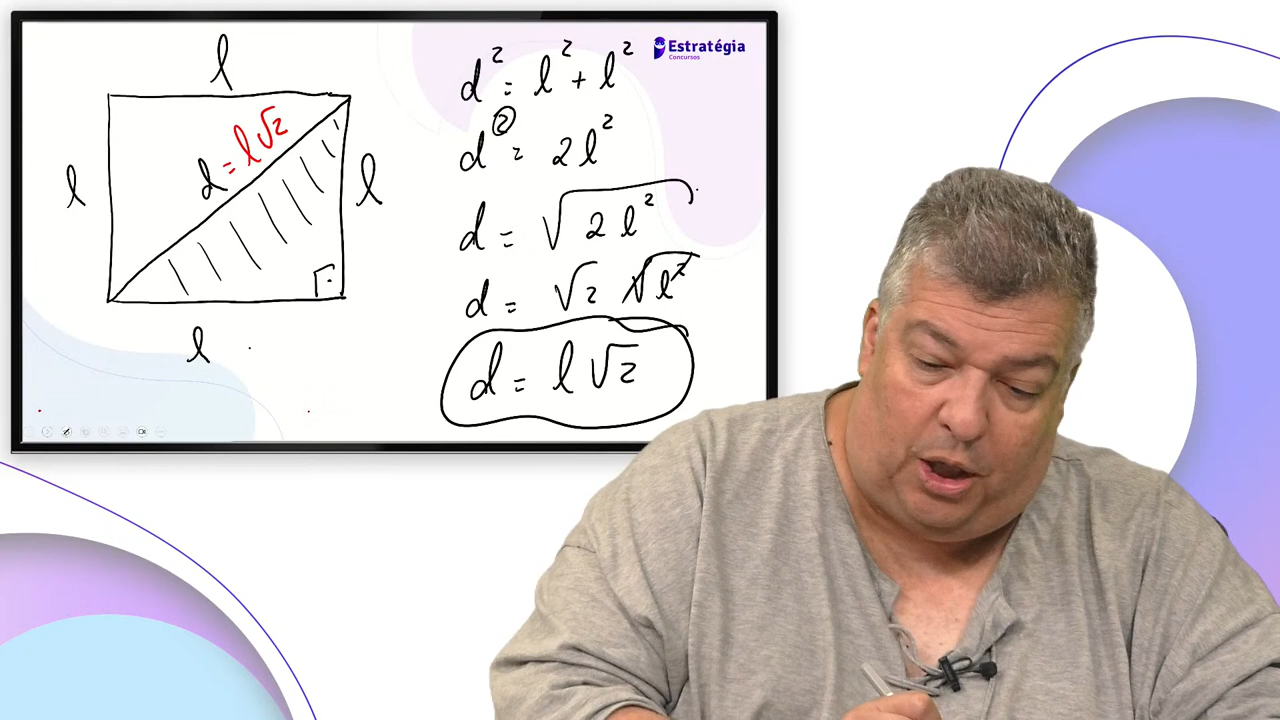 l
l
d = l√2
l
l
d² = l² + l²
d² = 2l²
d = √2l²
d = √2 √l²
d = l√2
Estratégia
Concursos